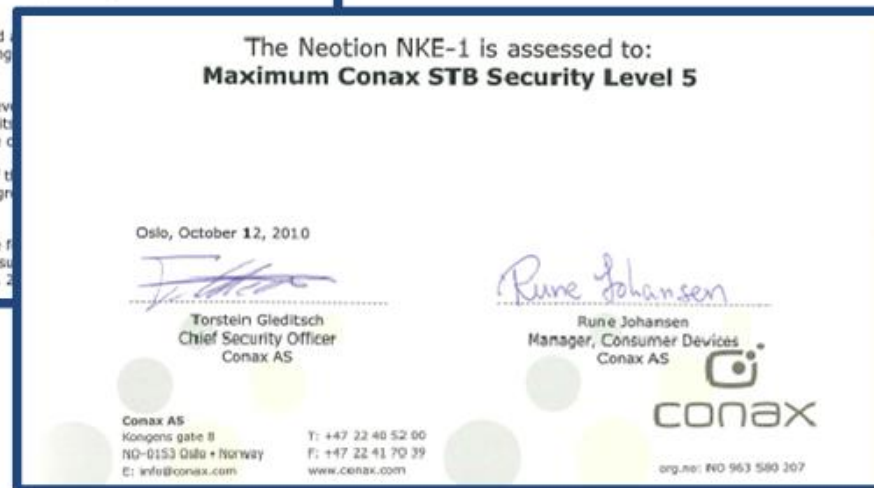 The Neotion NKE-1 is assessed to:
Maximum Conax STB Security Level 5
Oslo, October 12, 2010
Rune Johansen
Torstein Gleditsch
Chief Security Officer
Conax AS
Rune Johansen
Manager, Consumer Devices
Conax AS
conax
Conax AS
Kongens gate 8
NO-0153 Oslo • Norway
E: info@conax.com
T: +47 22 40 52 00
F: +47 22 41 70 39
www.conax.com
org.no: NO 963 580 207